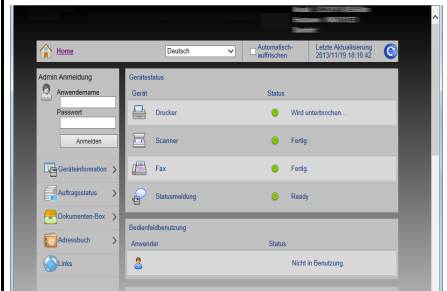 Home
Deutsch
Automatisch-
auffrischen
Letzte Aktualisierung :
2013/11/19 18:10:42
Admin Anmeldung
Anwendername
Passwort
Anmelden
Geräteinformation
Auftragsstatus
Dokumenten-Box
Adressbuch
Links
Gerätestatus
Gerät Status
Drucker Wird unterbrochen...
Scanner Fertig.
Fax Fertig.
Statusmeldung Ready
Bedienfeldbenutzung
Anwender Status
Nicht in Benutzung.